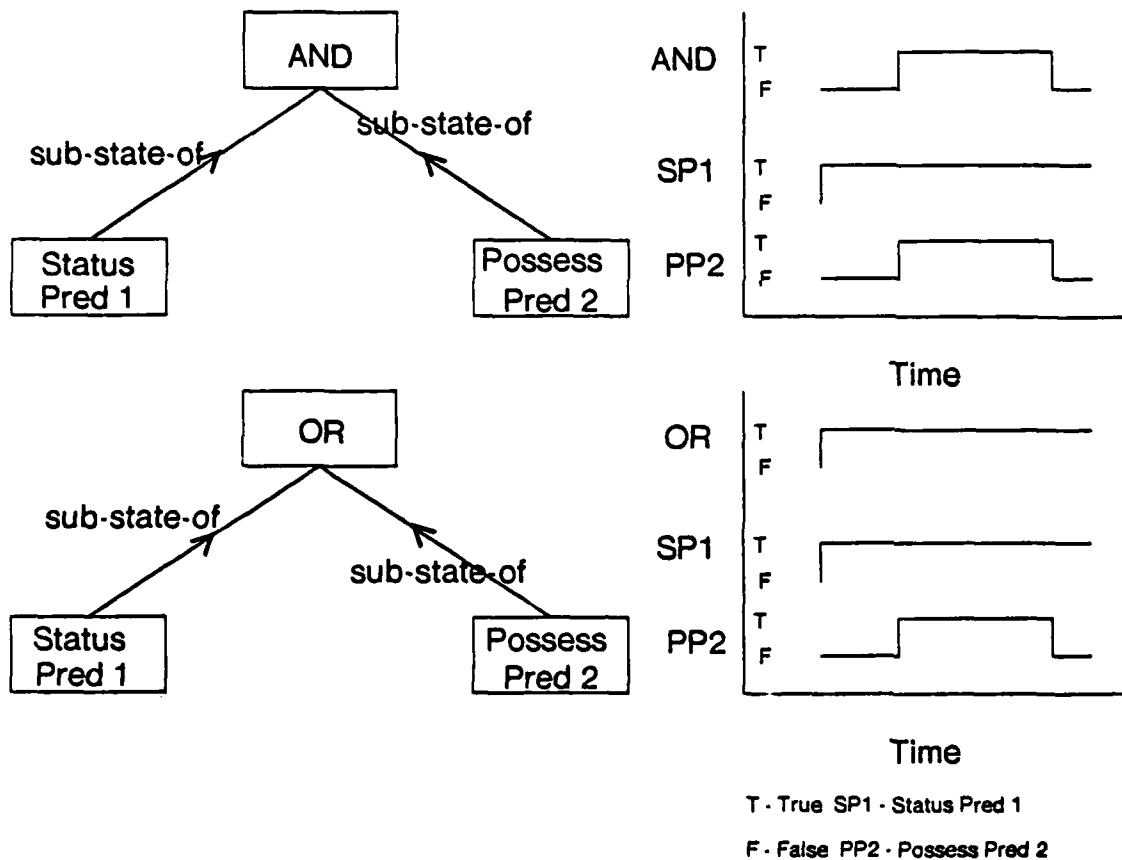 AND
sub-state-of
sub-state-of
Status
Pred 1
Possess
Pred 2
AND
T
F
SP1
T
F
PP2
T
F
Time
OR
sub-state-of
sub-state-of
Status
Pred 1
Possess
Pred 2
OR
T
F
SP1
T
F
PP2
T
F
Time
T - True SP1 - Status Pred 1
F - False PP2 - Possess Pred 2